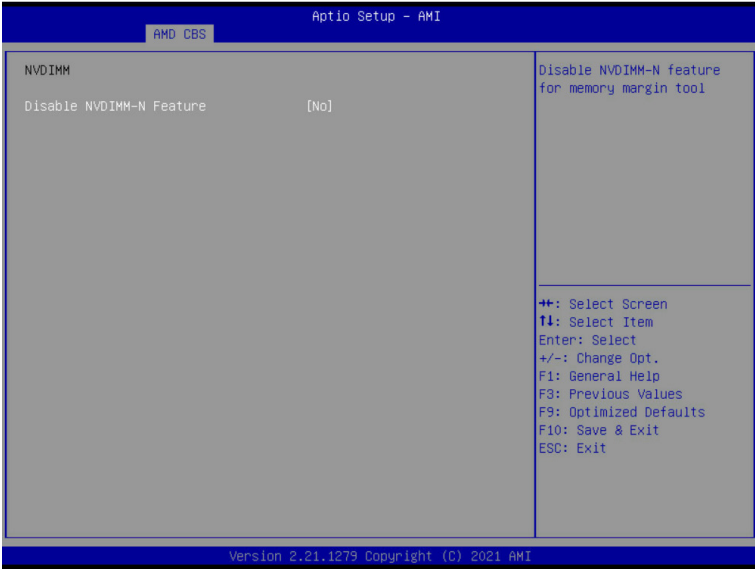 Aptio Setup - AMI
AMD CBS
NVDIMM
Disable NVDIMM-N Feature [No]
Disable NVDIMM-N feature
for memory margin tool
→←: Select Screen
↑↓: Select Item
Enter: Select
+/-: Change Opt.
F1: General Help
F3: Previous Values
F9: Optimized Defaults
F10: Save & Exit
ESC: Exit
Version 2.21.1279 Copyright (C) 2021 AMI